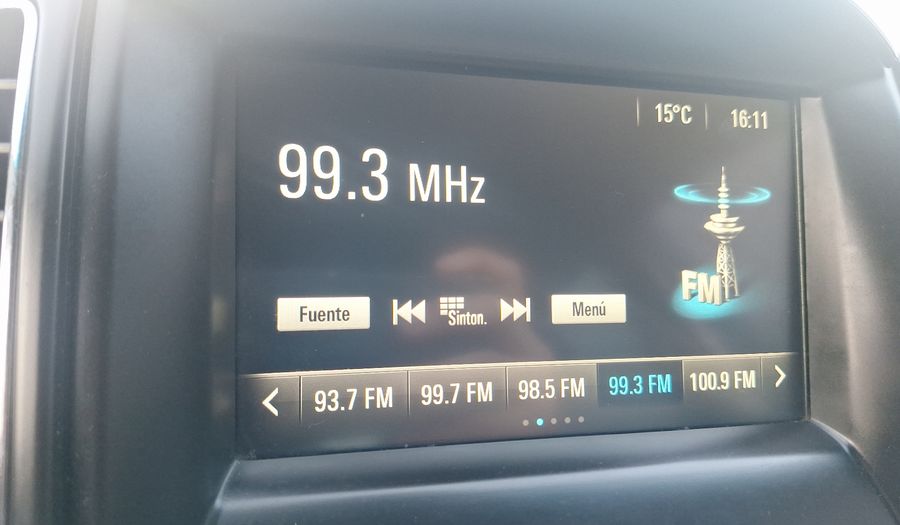 15°C 16:11
99.3 MHz
FM
Fuente Sinton. Menú
93.7 FM 99.7 FM 98.5 FM 99.3 FM 100.9 FM